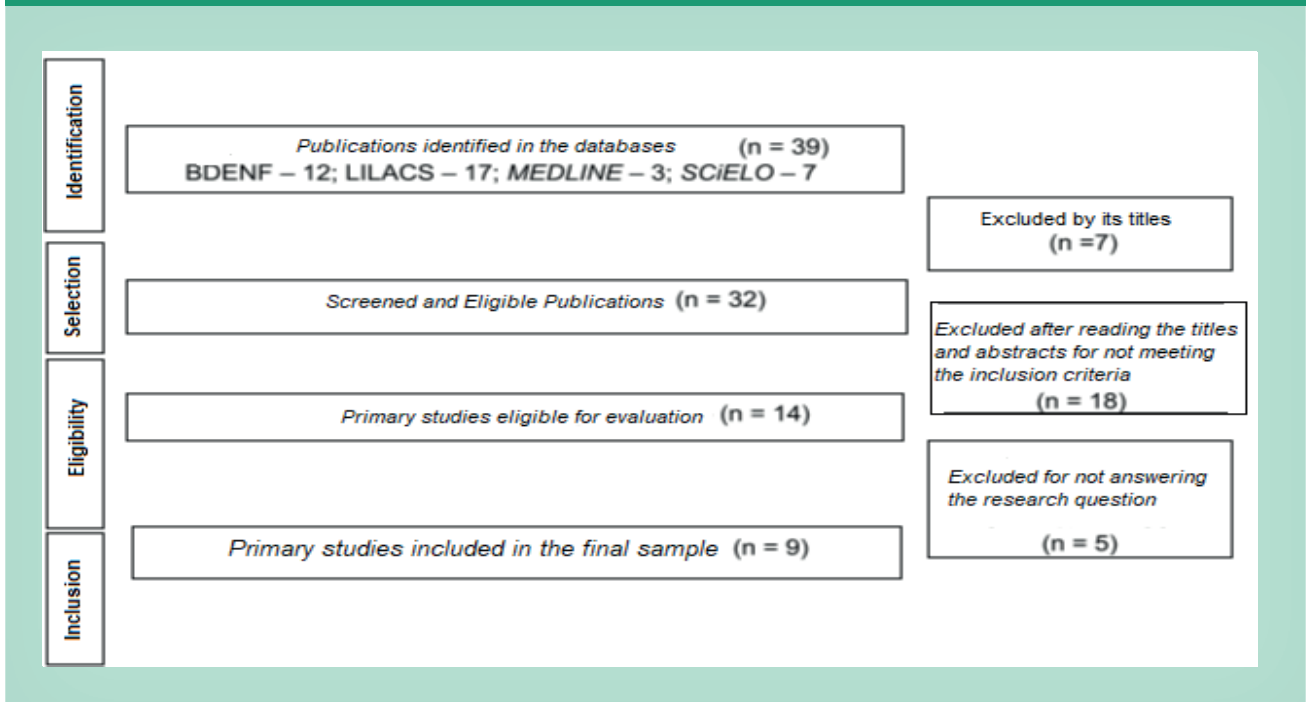 Identification
Publications identified in the databases (n = 39)
BDENF – 12; LILACS – 17; MEDLINE – 3; SCiELO – 7
Excluded by its titles
(n =7)
Selection
Screened and Eligible Publications (n = 32)
Excluded after reading the titles
and abstracts for not meeting
the inclusion criteria
(n = 18)
Eligibility
Primary studies eligible for evaluation (n = 14)
Excluded for not answering
the research question
(n = 5)
Inclusion
Primary studies included in the final sample (n = 9)